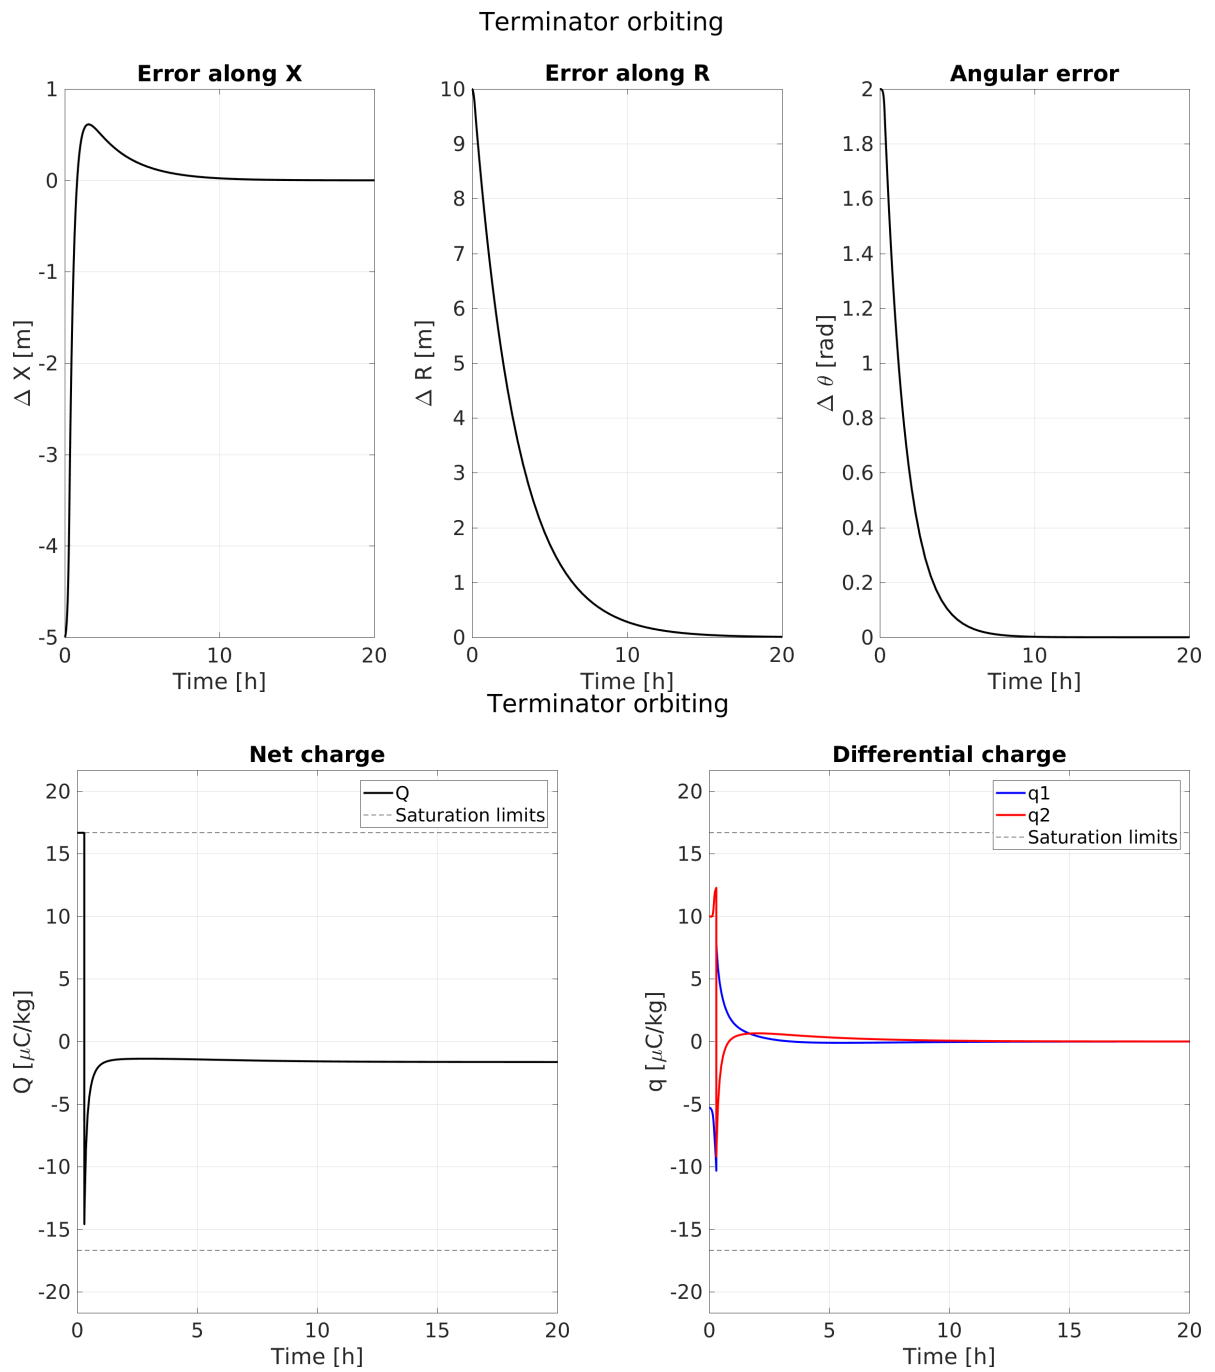 Terminator orbiting
Error along X
Error along R
Angular error
1
0
-1
-2
-3
-4
-5
Δ X [m]
0 10 20
Time [h]
10
9
8
7
6
5
4
3
2
1
0
Δ R [m]
0 10 20
Time [h]
2
1.8
1.6
1.4
1.2
1
0.8
0.6
0.4
0.2
0
Δ θ [rad]
0 10 20
Time [h]
Terminator orbiting
Net charge
Q
Saturation limits
20
15
10
5
0
-5
-10
-15
-20
Q [μC/kg]
0 5 10 15 20
Time [h]
Differential charge
q1
q2
Saturation limits
20
15
10
5
0
-5
-10
-15
-20
q [μC/kg]
0 5 10 15 20
Time [h]